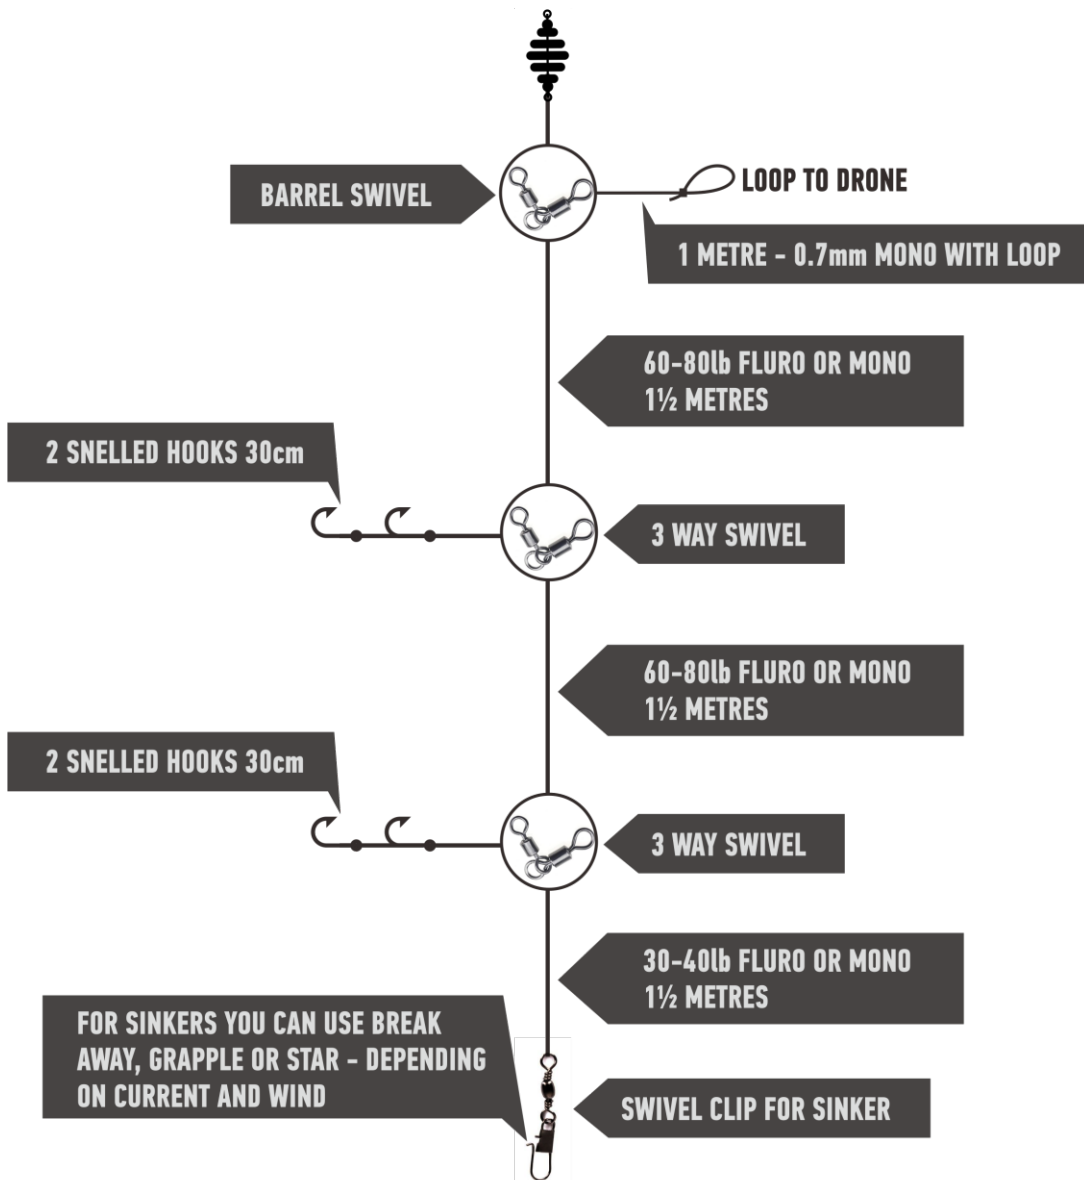 BARREL SWIVEL
LOOP TO DRONE
1 METRE - 0.7mm MONO WITH LOOP
60-80lb FLURO OR MONO
1½ METRES
2 SNELLED HOOKS 30cm
3 WAY SWIVEL
60-80lb FLURO OR MONO
1½ METRES
2 SNELLED HOOKS 30cm
3 WAY SWIVEL
30-40lb FLURO OR MONO
1½ METRES
FOR SINKERS YOU CAN USE BREAK
AWAY, GRAPPLE OR STAR - DEPENDING
ON CURRENT AND WIND
SWIVEL CLIP FOR SINKER